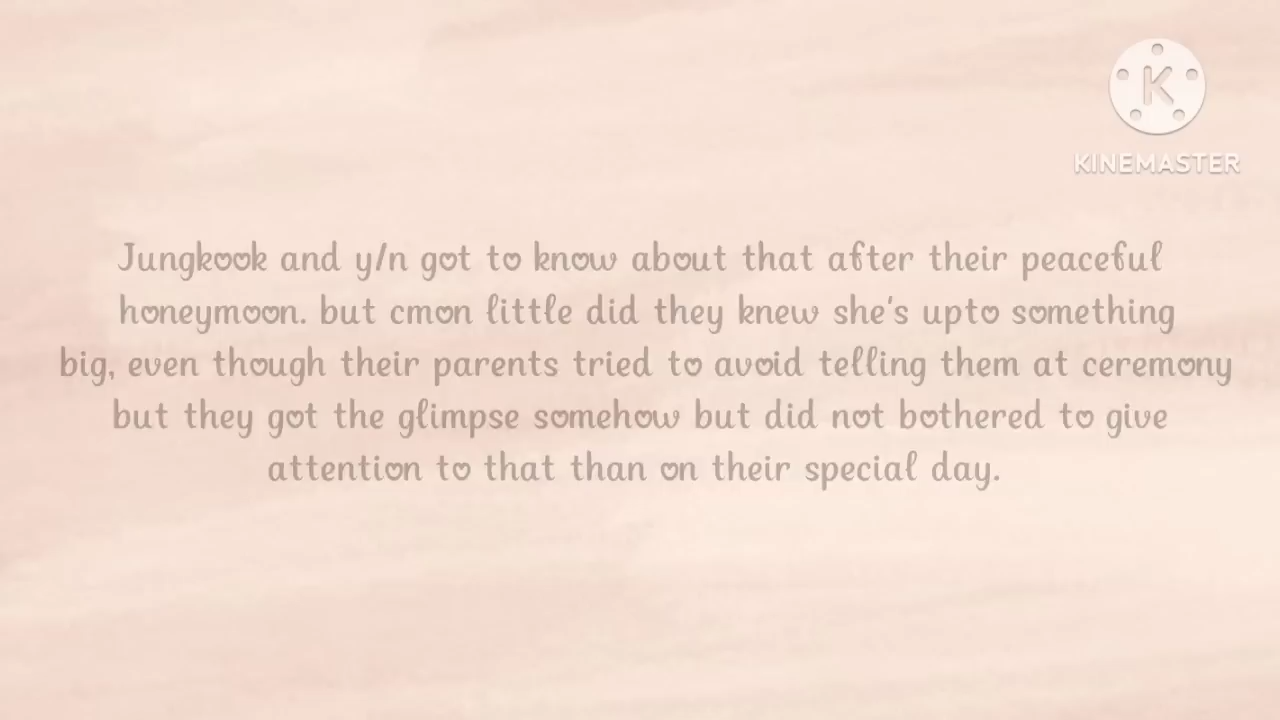 K
KINEMASTER
Jungkook and y/n got to know about that after their peaceful
honeymoon. but cmon little did they knew she's upto something
big, even though their parents tried to avoid telling them at ceremony
but they got the glimpse somehow but did not bothered to give
attention to that than on their special day.